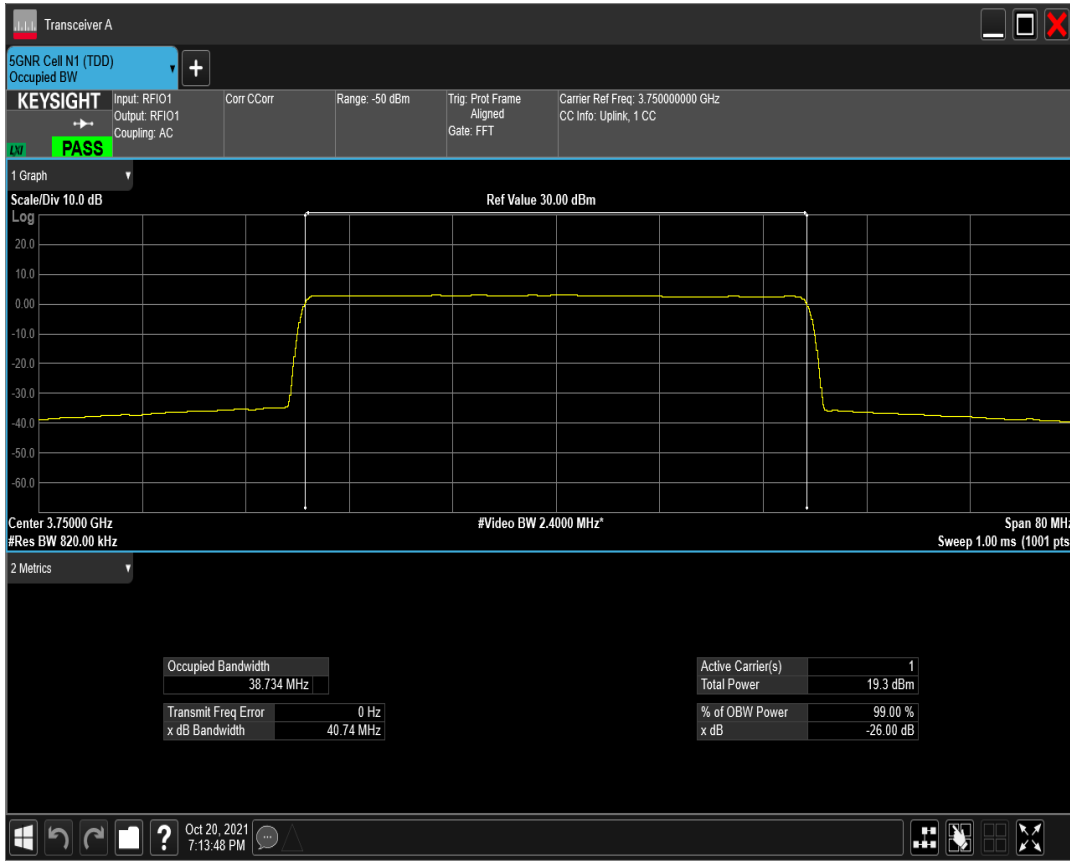 Transceiver A
5GNR Cell N1 (TDD)
Occupied BW
+
KEYSIGHT
LXI
PASS
Input: RFIO1
Output: RFIO1
Coupling: AC
Corr CCorr
Range: -50 dBm
Trig: Prot Frame
Aligned
Gate: FFT
Carrier Ref Freq: 3.750000000 GHz
CC Info: Uplink, 1 CC
1 Graph
Scale/Div 10.0 dB
Ref Value 30.00 dBm
Log
20.0
10.0
0.00
-10.0
-20.0
-30.0
-40.0
-50.0
-60.0
Center 3.75000 GHz
#Video BW 2.4000 MHz*
Span 80 MHz
#Res BW 820.00 kHz
Sweep 1.00 ms (1001 pts
2 Metrics
Occupied Bandwidth
38.734 MHz
Transmit Freq Error 0 Hz
x dB Bandwidth 40.74 MHz
Active Carrier(s) 1
Total Power 19.3 dBm
% of OBW Power 99.00 %
x dB -26.00 dB
?
Oct 20, 2021
7:13:48 PM